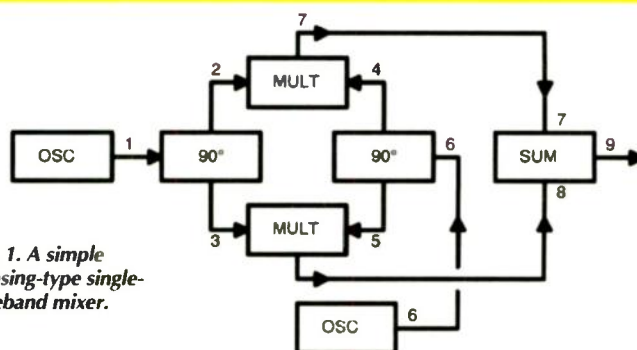 7
2
MULT
4
OSC
1
90°
90°
6
7
SUM
9
8
3
MULT
5
1. A simple
sing-type single-
eband mixer.
OSC
6